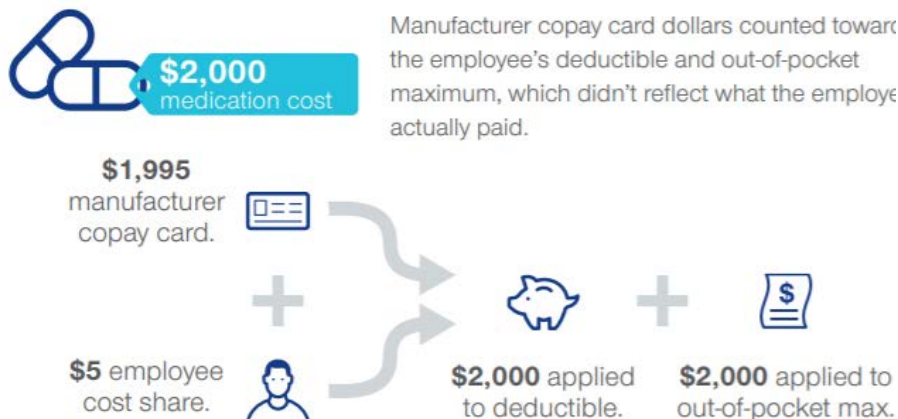 $2,000
medication cost
Manufacturer copay card dollars counted toward
the employee's deductible and out-of-pocket
maximum, which didn't reflect what the employe
actually paid.
$1,995
manufacturer
copay card.
$5 employee
cost share.
$2,000 applied
to deductible.
$2,000 applied to
out-of-pocket max.